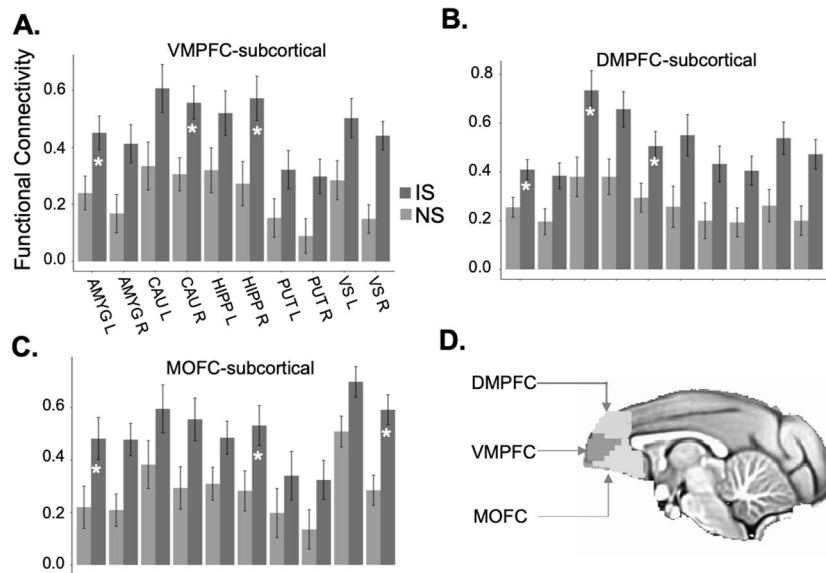 A.
VMPFC-subcortical
Functional Connectivity
0.6
0.4
0.2
0.0
*
*
*
AMYG L
AMYG R
CAU L
CAU R
HIPP L
HIPP R
PUT L
PUT R
VS L
VS R
IS
NS
B.
DMPFC-subcortical
0.8
0.6
0.4
0.2
0.0
*
*
*
C.
MOFC-subcortical
0.6
0.4
0.2
0.0
*
*
*
D.
DMPFC
VMPFC
MOFC